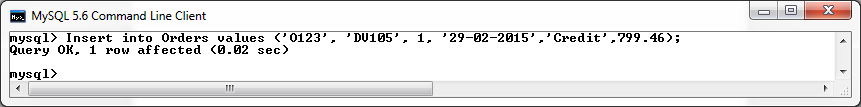 MySQL 5.6 Command Line Client
mysql> Insert into Orders values ('O123', 'DV105', 1, '29-02-2015','Credit',799.46);
Query OK, 1 row affected (0.02 sec)
mysql>